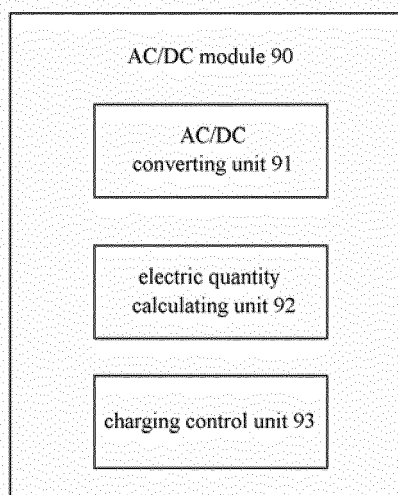 AC/DC module 90
AC/DC
converting unit 91
electric quantity
calculating unit 92
charging control unit 93